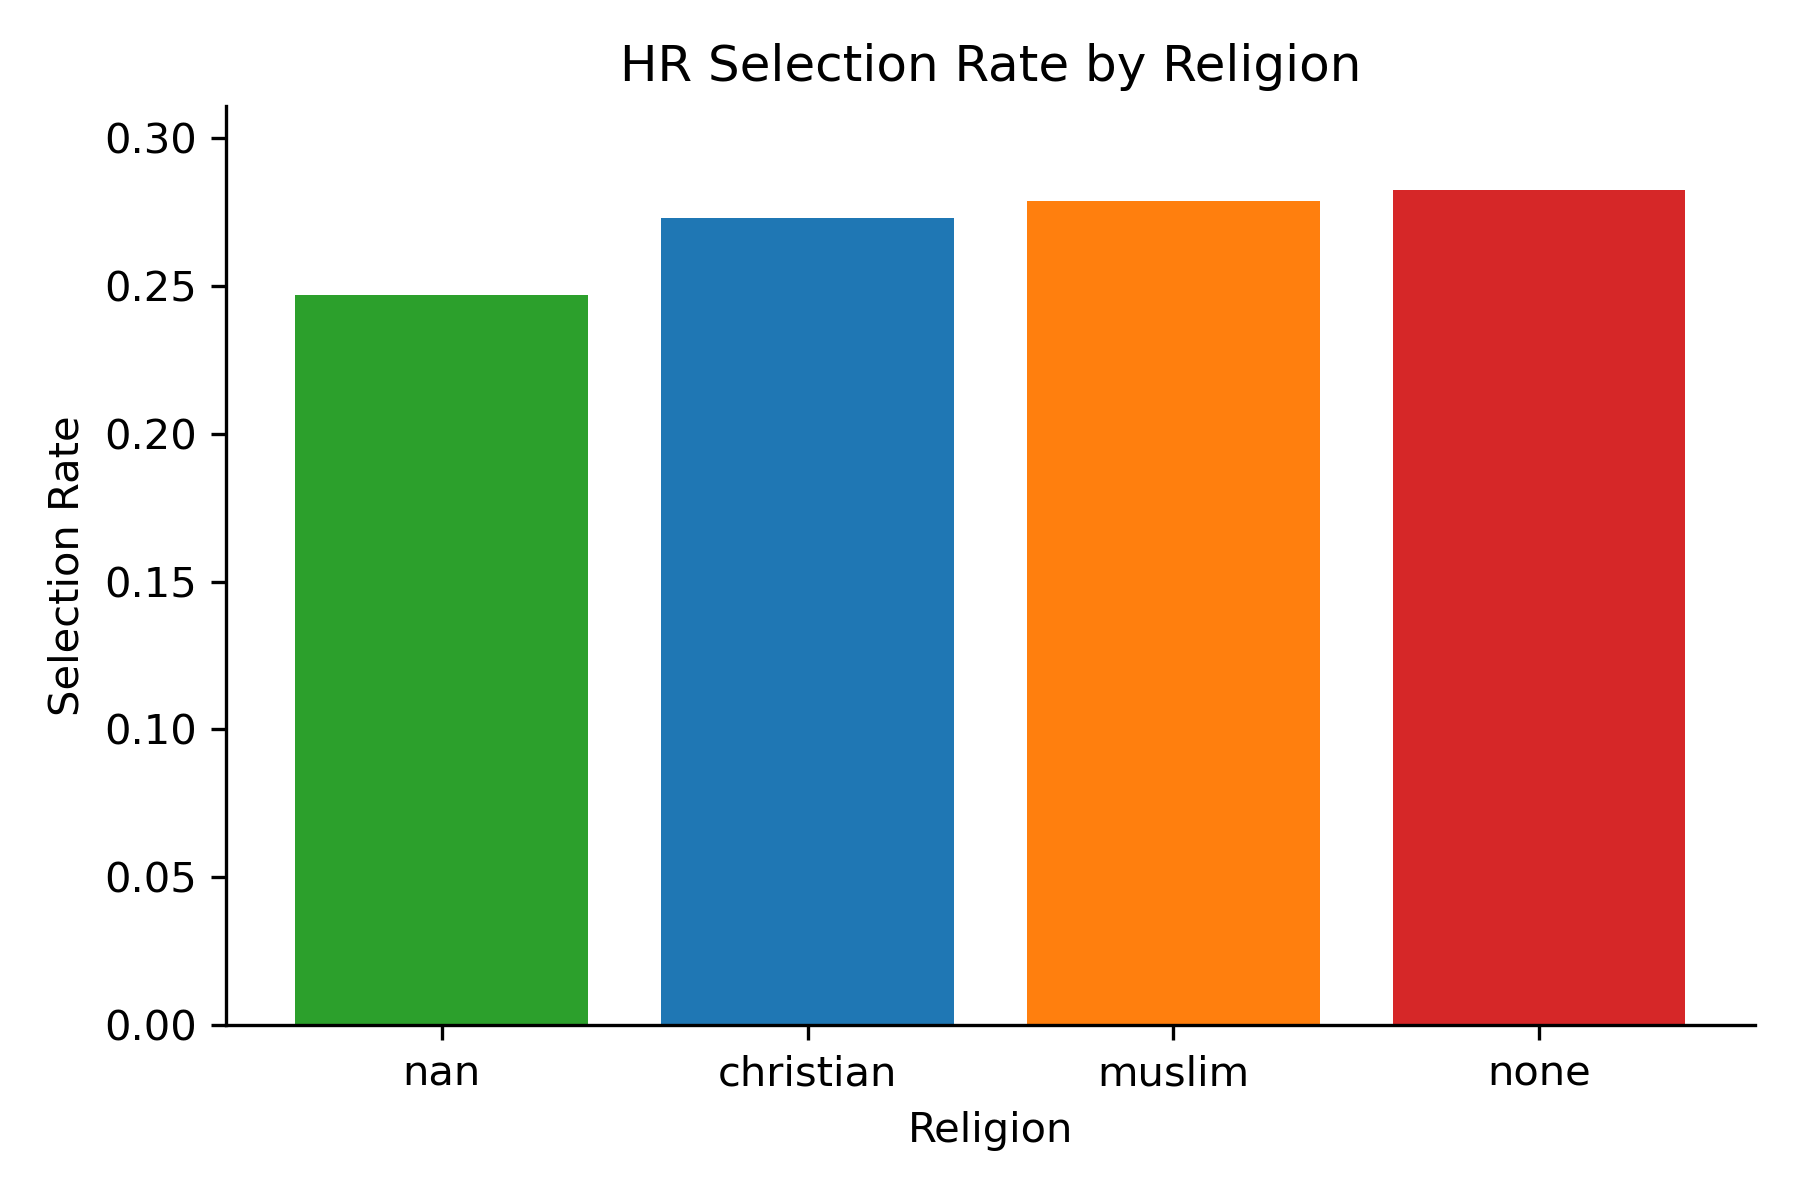 HR Selection Rate by Religion
Selection Rate
0.30
0.25
0.20
0.15
0.10
0.05
0.00
nan christian muslim none
Religion